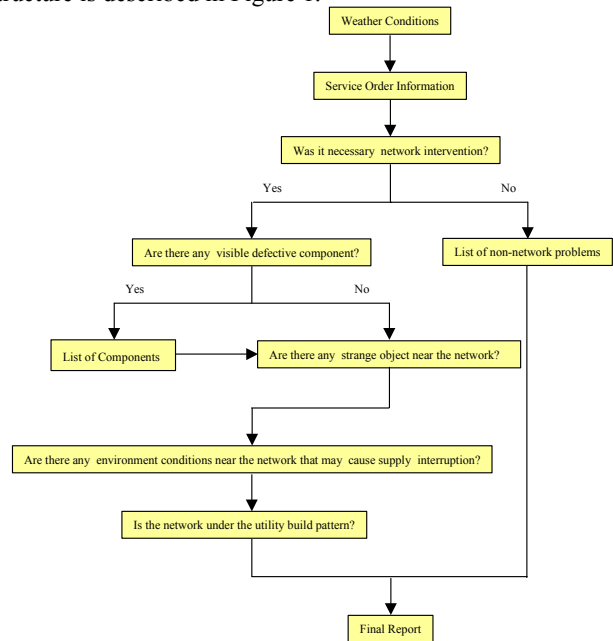 ructure is described in Figure 1.
Weather Conditions
Service Order Information
Was it necessary network intervention?
Yes
No
Are there any visible defective component?
List of non-network problems
Yes
No
List of Components
Are there any strange object near the network?
Are there any environment conditions near the network that may cause supply interruption?
Is the network under the utility build pattern?
Final Report